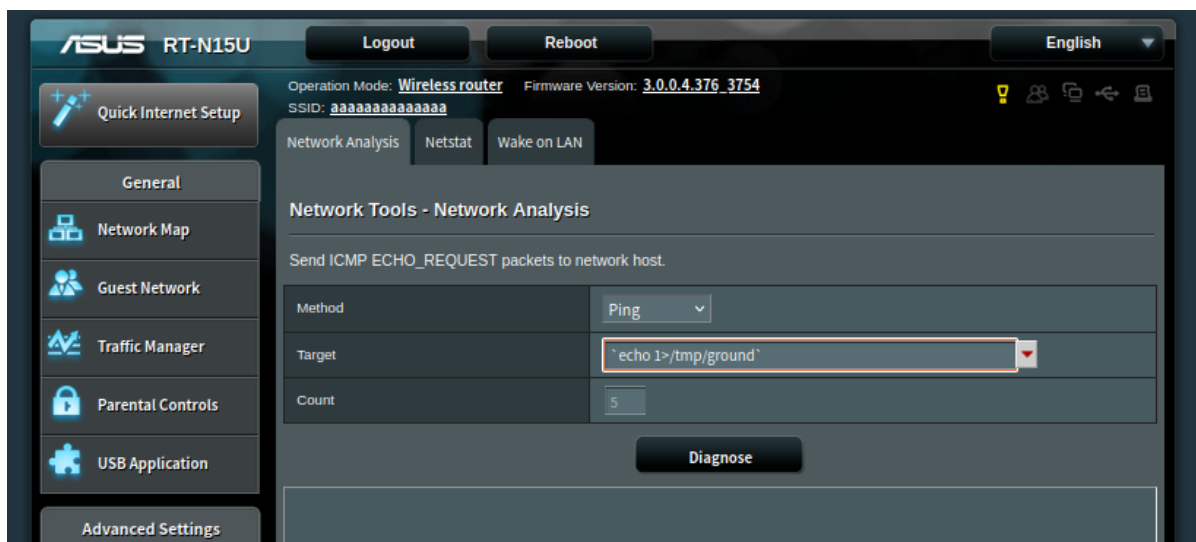 ASUS RT-N15U Logout Reboot English
Quick Internet Setup
Operation Mode: Wireless router Firmware Version: 3.0.0.4.376_3754
SSID: aaaaaaaaaaaaaa
Network Analysis Netstat Wake on LAN
General
Network Map
Guest Network
Traffic Manager
Parental Controls
USB Application
Advanced Settings
Network Tools - Network Analysis
Send ICMP ECHO_REQUEST packets to network host.
Method Ping
Target `echo 1>/tmp/ground`
Count 5
Diagnose